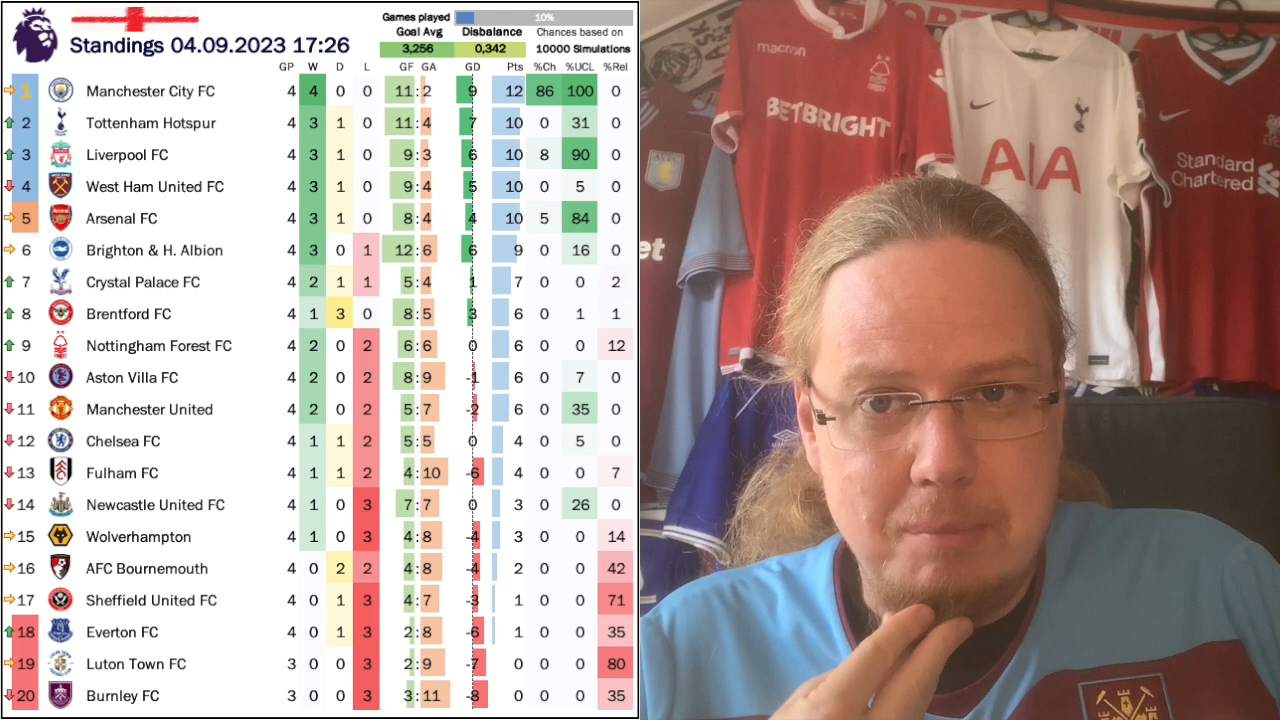 Games played 10%
Goal Avg Disbalance Chances based on
Standings 04.09.2023 17:26 3,256 0,342 10000 Simulations
GP W D L GF GA GD Pts %Ch %UCL %Rel
1 Manchester City FC 4 4 0 0 11:2 9 12 86 100 0
2 Tottenham Hotspur 4 3 1 0 11:4 7 10 0 31 0
3 Liverpool FC 4 3 1 0 9:3 6 10 8 90 0
4 West Ham United FC 4 3 1 0 9:4 5 10 0 5 0
5 Arsenal FC 4 3 1 0 8:4 4 10 5 84 0
6 Brighton & H. Albion 4 3 0 1 12:6 6 9 0 16 0
7 Crystal Palace FC 4 2 1 1 5:4 1 7 0 0 2
8 Brentford FC 4 1 3 0 8:5 3 6 0 1 1
9 Nottingham Forest FC 4 2 0 2 6:6 0 6 0 0 12
10 Aston Villa FC 4 2 0 2 8:9 -1 6 0 7 0
11 Manchester United 4 2 0 2 5:7 -2 6 0 35 0
12 Chelsea FC 4 1 1 2 5:5 0 4 0 5 0
13 Fulham FC 4 1 1 2 4:10 -6 4 0 0 7
14 Newcastle United FC 4 1 0 3 7:7 0 3 0 26 0
15 Wolverhampton 4 1 0 3 4:8 -4 3 0 0 14
16 AFC Bournemouth 4 0 2 2 4:8 -4 2 0 0 42
17 Sheffield United FC 4 0 1 3 4:7 -3 1 0 0 71
18 Everton FC 4 0 1 3 2:8 -6 1 0 0 35
19 Luton Town FC 3 0 0 3 2:9 -7 0 0 0 80
20 Burnley FC 3 0 0 3 3:11 -8 0 0 0 35
macron
BETBRIGHT
AIA
Standard
Chartered